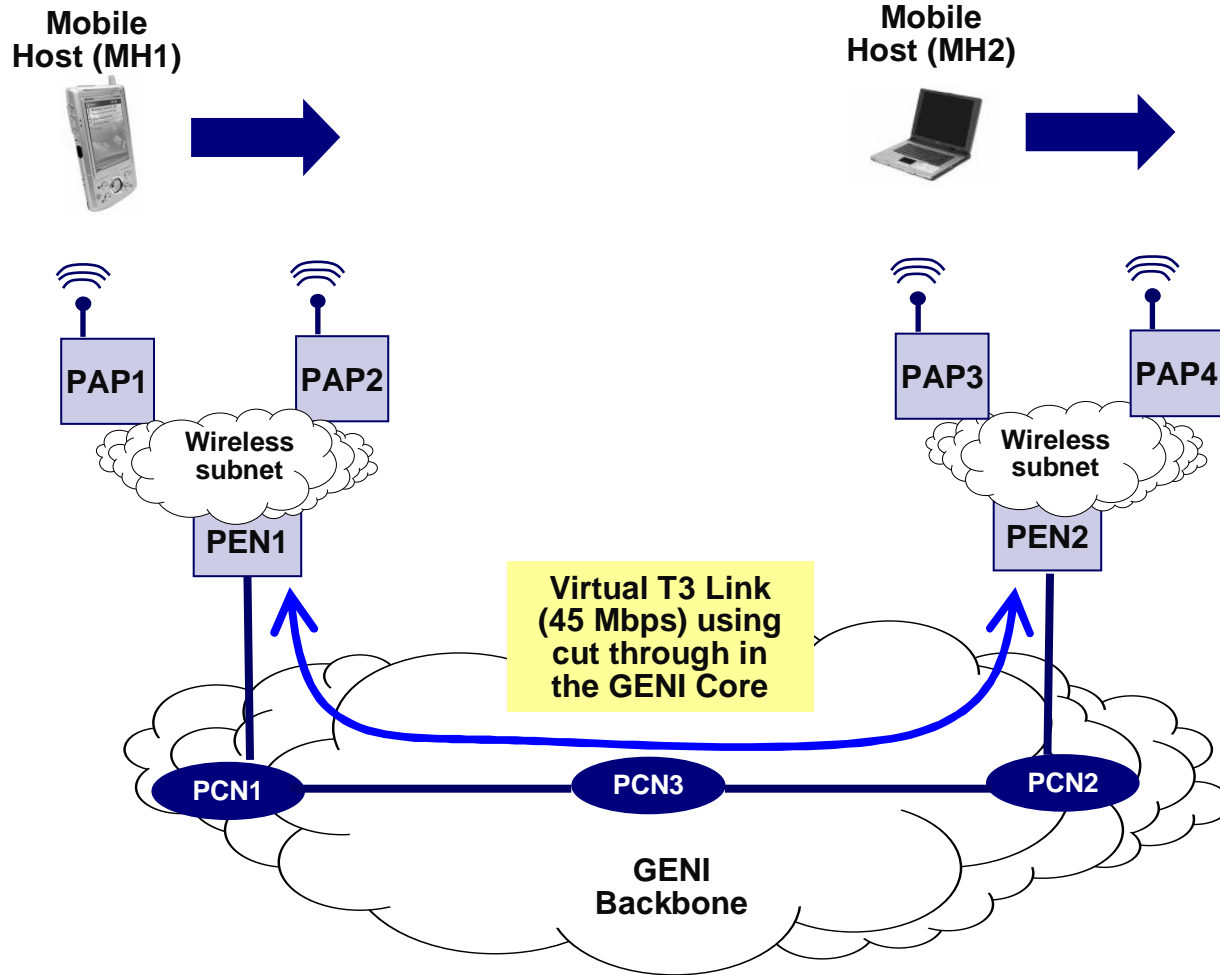 Mobile
Host (MH1)
Mobile
Host (MH2)
PAP1
PAP2
PAP3
PAP4
Wireless
subnet
Wireless
subnet
PEN1
PEN2
Virtual T3 Link
(45 Mbps) using
cut through in
the GENI Core
PCN1
PCN3
PCN2
GENI
Backbone